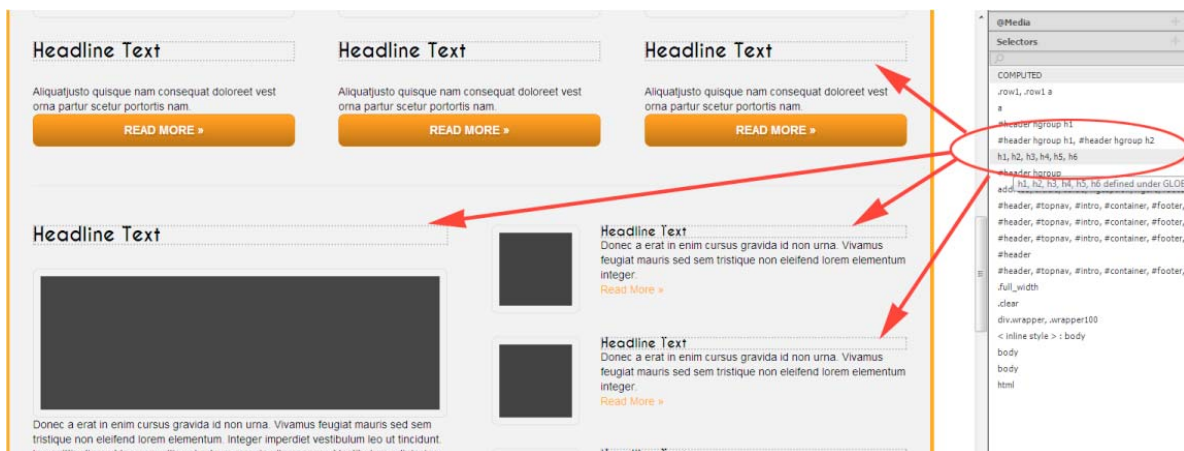 Headline Text
Headline Text
Headline Text
Aliquatjusto quisque nam consequat doloreet vest
orna partur scetur portortis nam.
Aliquatjusto quisque nam consequat doloreet vest
orna partur scetur portortis nam.
Aliquatjusto quisque nam consequat doloreet vest
orna partur scetur portortis nam.
READ MORE »
READ MORE »
READ MORE »
Headline Text
Donec a erat in enim cursus gravida id non urna. Vivamus feugiat mauris sed sem
tristique non eleifend lorem elementum. Integer imperdiet vestibulum leo ut tincidunt.
Headline Text
Donec a erat in enim cursus gravida id non urna. Vivamus
feugiat mauris sed sem tristique non eleifend lorem elementum
integer.
Read More »
Headline Text
Donec a erat in enim cursus gravida id non urna. Vivamus
feugiat mauris sed sem tristique non eleifend lorem elementum
integer.
Read More »
@Media
Selectors
COMPUTED
.row1, .row1 a
a
#header hgroup h1
#header hgroup h1, #header hgroup h2
h1, h2, h3, h4, h5, h6
#header hgroup
h1, h2, h3, h4, h5, h6 defined under GLOB
#header, #topnav, #intro, #container, #footer,
#header, #topnav, #intro, #container, #footer,
#header, #topnav, #intro, #container, #footer,
#header
#header, #topnav, #intro, #container, #footer,
.full_width
.clear
div.wrapper, .wrapper100
< inline style > : body
body
body
html